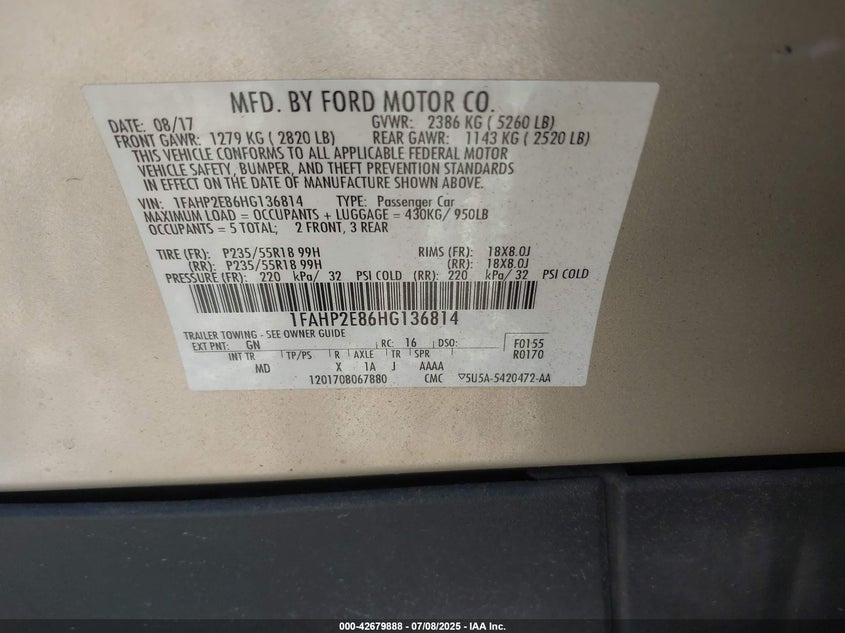 MFD. BY FORD MOTOR CO.
DATE: 08/17 GVWR: 2386 KG ( 5260 LB)
FRONT GAWR: 1279 KG ( 2820 LB) REAR GAWR: 1143 KG ( 2520 LB)
THIS VEHICLE CONFORMS TO ALL APPLICABLE FEDERAL MOTOR
VEHICLE SAFETY, BUMPER, AND THEFT PREVENTION STANDARDS
IN EFFECT ON THE DATE OF MANUFACTURE SHOWN ABOVE.
VIN: 1FAHP2E86HG136814 TYPE: Passenger Car
MAXIMUM LOAD = OCCUPANTS + LUGGAGE = 430KG/ 950LB
OCCUPANTS = 5 TOTAL; 2 FRONT, 3 REAR
TIRE (FR): P235/55R18 99H RIMS (FR): 18X8.0J
(RR): P235/55R18 99H (RR): 18X8.0J
PRESSURE (FR): 220 kPa/ 32 PSI COLD (RR): 220 kPa/ 32 PSI COLD
1FAHP2E86HG136814
TRAILER TOWING - SEE OWNER GUIDE
EXT PNT: GN RC: 16 DSO: F0155
INT TR TP/PS R AXLE TR SPR R0170
MD X 1A J AAAA
1201708067880 CMC ▽5U5A-5420472-AA
000-42679888 - 07/08/2025 - IAA Inc.